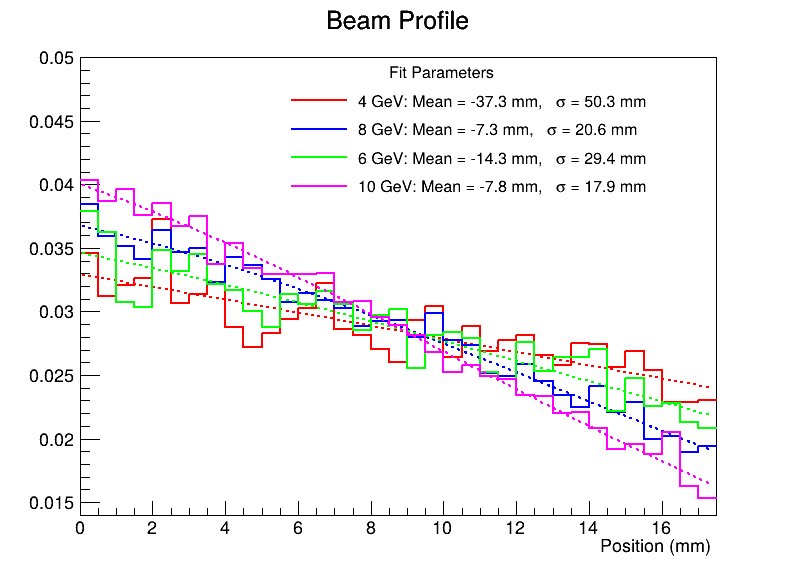 Beam Profile
Fit Parameters
4 GeV: Mean = -37.3 mm, σ = 50.3 mm
8 GeV: Mean = -7.3 mm, σ = 20.6 mm
6 GeV: Mean = -14.3 mm, σ = 29.4 mm
10 GeV: Mean = -7.8 mm, σ = 17.9 mm
0.05
0.045
0.04
0.035
0.03
0.025
0.02
0.015
0 2 4 6 8 10 12 14 16
Position (mm)